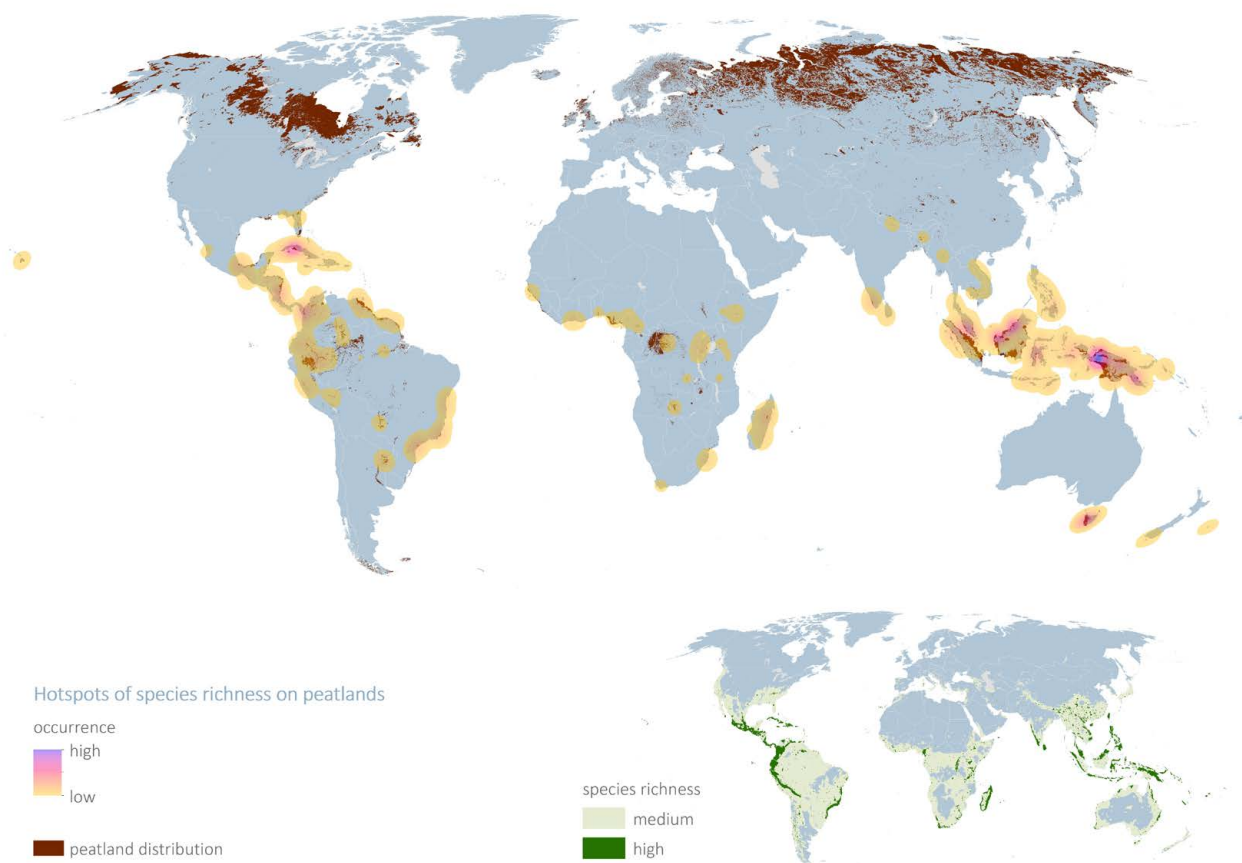 Hotspots of species richness on peatlands
occurrence
high
low
peatland distribution
species richness
medium
high